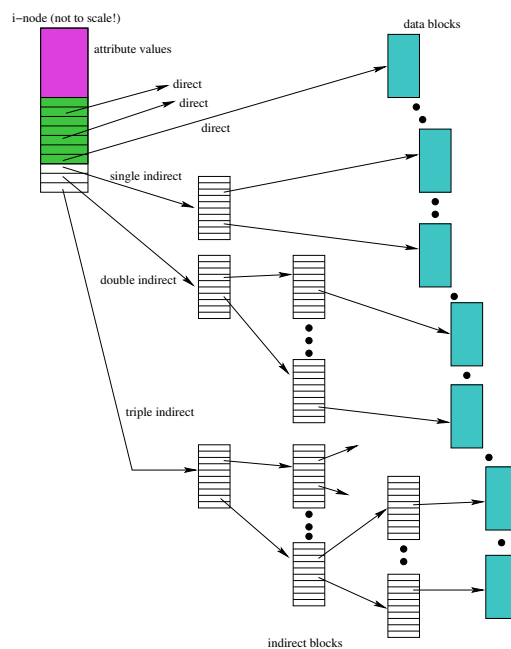 i−node (not to scale!)
data blocks
attribute values
direct
direct
direct
single indirect
double indirect
triple indirect
indirect blocks